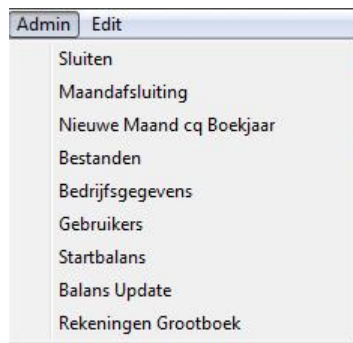 Admin Edit
Sluiten
Maandafsluiting
Nieuwe Maand cq Boekjaar
Bestanden
Bedrijfsgegevens
Gebruikers
Startbalans
Balans Update
Rekeningen Grootboek